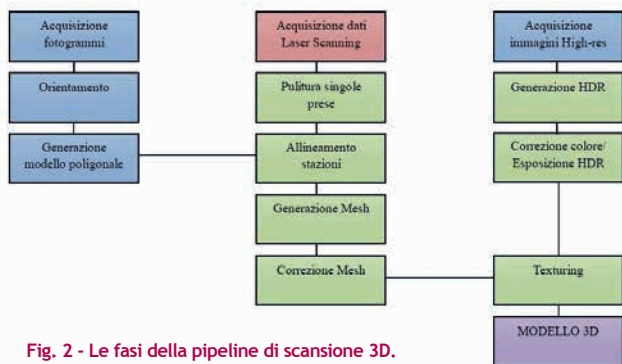 Acquisizione
fotogrammi
Orientamento
Generazione
modello poligonale
Acquisizione dati
Laser Scanning
Pulitura singole
prese
Allineamento
stazioni
Generazione Mesh
Correzione Mesh
Acquisizione
immagini High-res
Generazione HDR
Correzione colore/
Esposizione HDR
Texturing
MODELLO 3D
Fig. 2 - Le fasi della pipeline di scansione 3D.